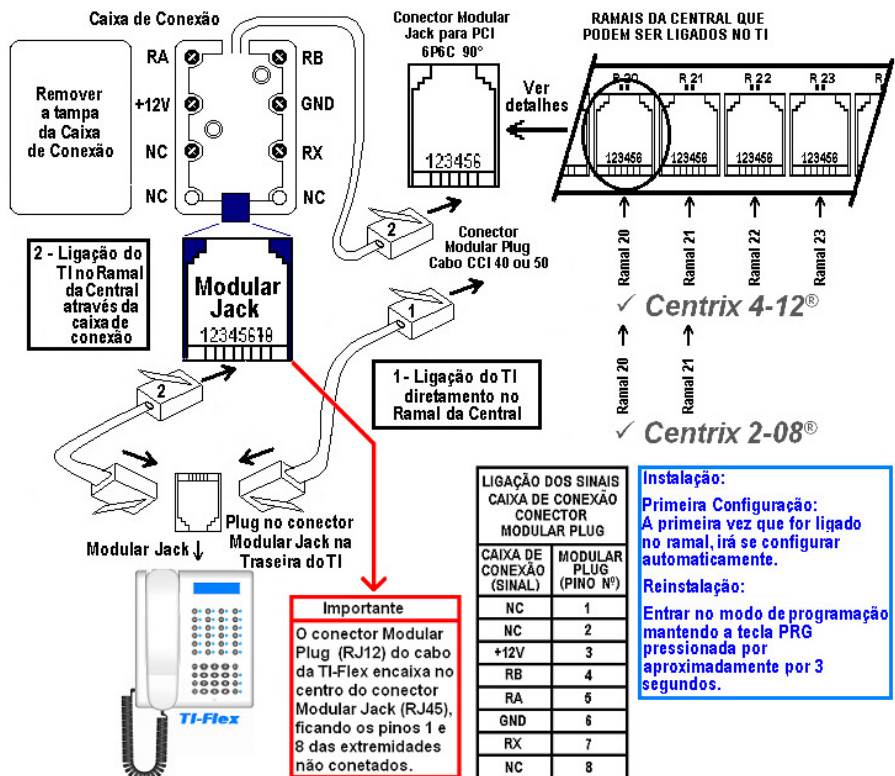 Caixa de Conexão
RA
RB
+12V
GND
NC
RX
NC
NC
Remover
a tampa
da Caixa
de Conexão
Conector Modular
Jack para PCI
6P6C 90°
123456
Ver
detalhes
RAMAIS DA CENTRAL QUE
PODEM SER LIGADOS NO TI
R 20
R 21
R 22
R 23
R
123456
123456
123456
123456
Ramal 20
Ramal 21
Ramal 22
Ramal 23
✓ Centrix 4-12®
Ramal 20
Ramal 21
✓ Centrix 2-08®
2
Conector
Modular Plug
Cabo CCI 40 ou 50
2 - Ligação do
TI no Ramal
da Central
através da
caixa de
conexão
Modular
Jack
12345678
1
2
1 - Ligação do TI
diretamento no
Ramal da Central
Modular Jack
Plug no conector
Modular Jack na
Traseira do TI
TI-Flex
Importante
O conector Modular
Plug (RJ12) do cabo
da TI-Flex encaixa no
centro do conector
Modular Jack (RJ45),
ficando os pinos 1 e
8 das extremidades
não conetados.
LIGAÇÃO DOS SINAIS
CAIXA DE CONEXÃO
CONECTOR
MODULAR PLUG
CAIXA DE
CONEXÃO
(SINAL)
MODULAR
PLUG
(PINO Nº)
NC 1
NC 2
+12V 3
RB 4
RA 5
GND 6
RX 7
NC 8
Instalação:
Primeira Configuração:
A primeira vez que for ligado
no ramal, irá se configurar
automaticamente.
Reinstalação:
Entrar no modo de programação
mantendo a tecla PRG
pressionada por
aproximadamente por 3
segundos.